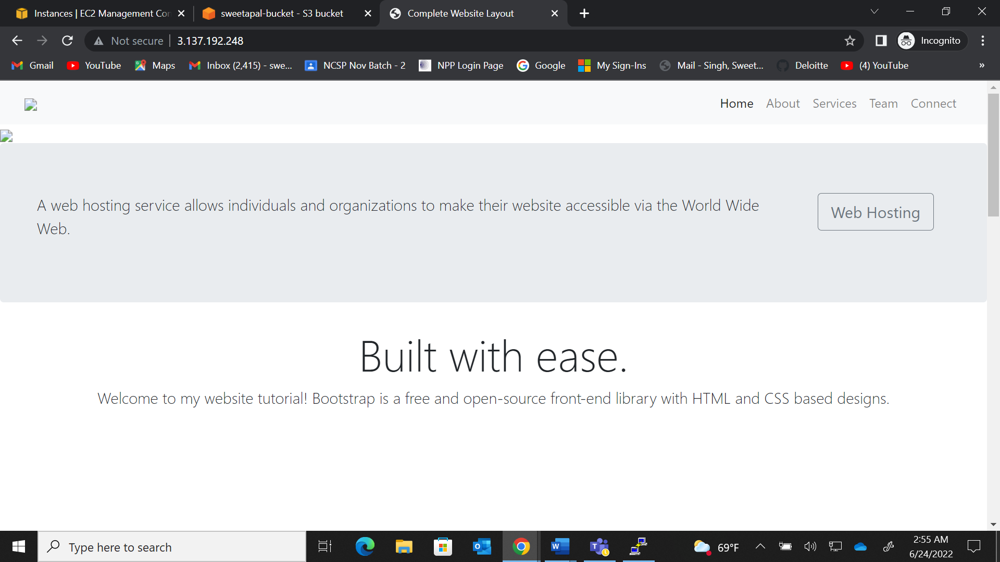 Instances | EC2 Management Con
sweetapal-bucket - S3 bucket
Complete Website Layout
Not secure
3.137.192.248
Incognito
Gmail
YouTube
Maps
Inbox (2,415) - swe...
NCSP Nov Batch - 2
NPP Login Page
Google
My Sign-Ins
Mail - Singh, Sweet...
Deloitte
(4) YouTube
»
Home
About
Services
Team
Connect
A web hosting service allows individuals and organizations to make their website accessible via the World Wide
Web.
Web Hosting
Built with ease.
Welcome to my website tutorial! Bootstrap is a free and open-source front-end library with HTML and CSS based designs.
Type here to search
69°F
2:55 AM
6/24/2022